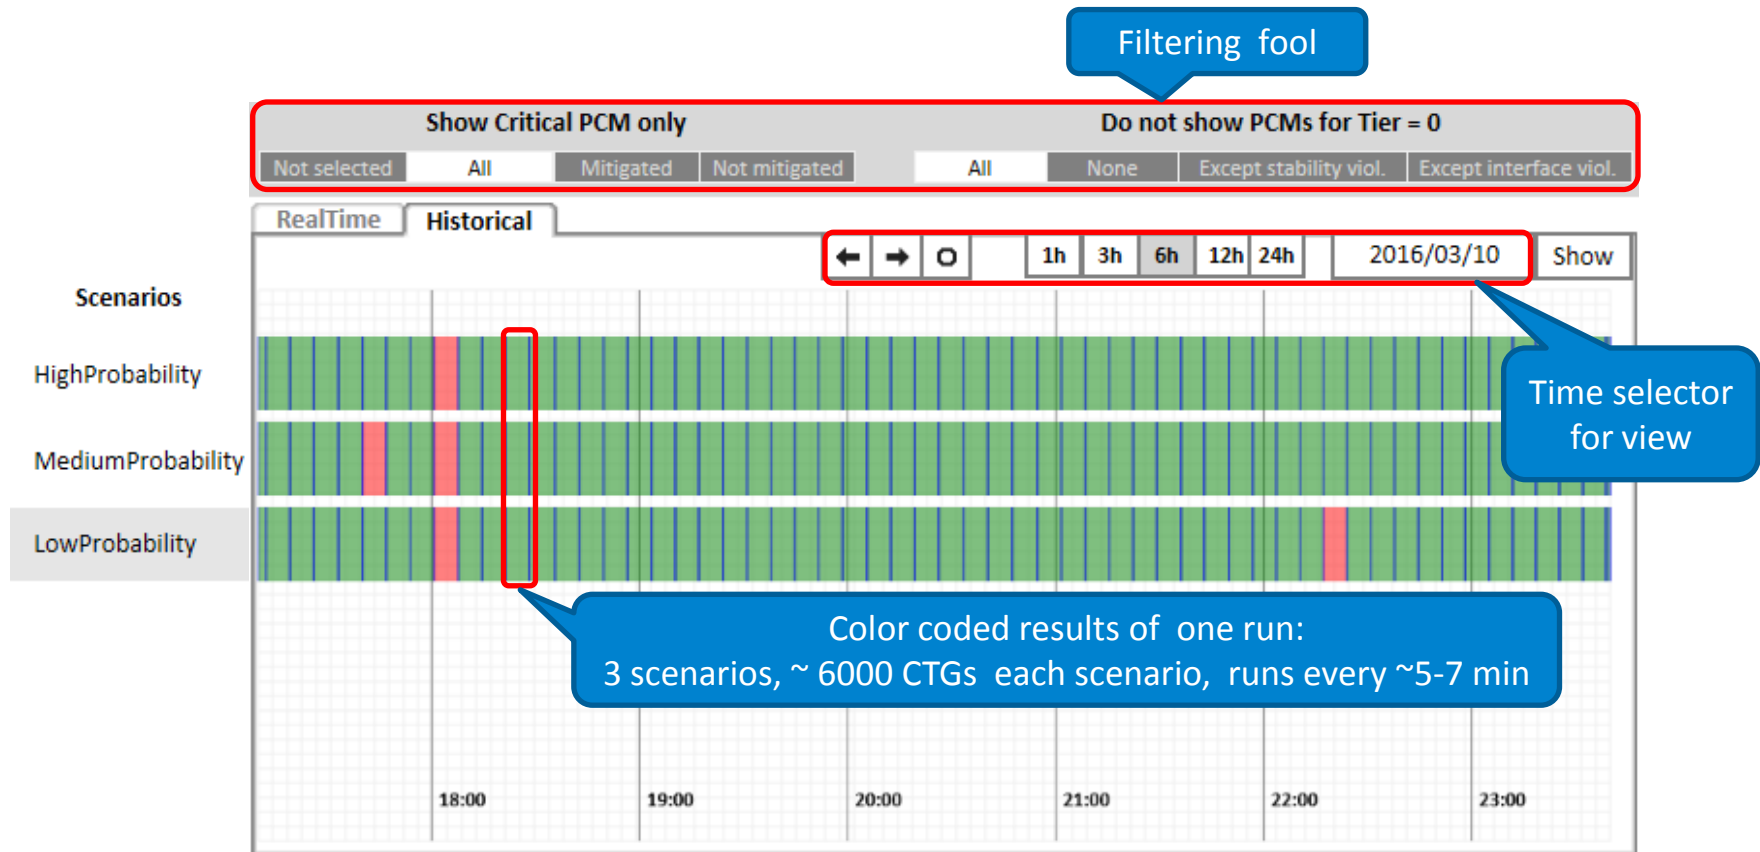 Filtering fool
Show Critical PCM only
Do not show PCMs for Tier = 0
Not selected All Mitigated Not mitigated
All None Except stability viol. Except interface viol.
RealTime Historical
1h 3h 6h 12h 24h 2016/03/10 Show
Scenarios
HighProbability
Time selector
for view
MediumProbability
LowProbability
Color coded results of one run:
3 scenarios, ~ 6000 CTGs each scenario, runs every ~5-7 min
18:00 19:00 20:00 21:00 22:00 23:00